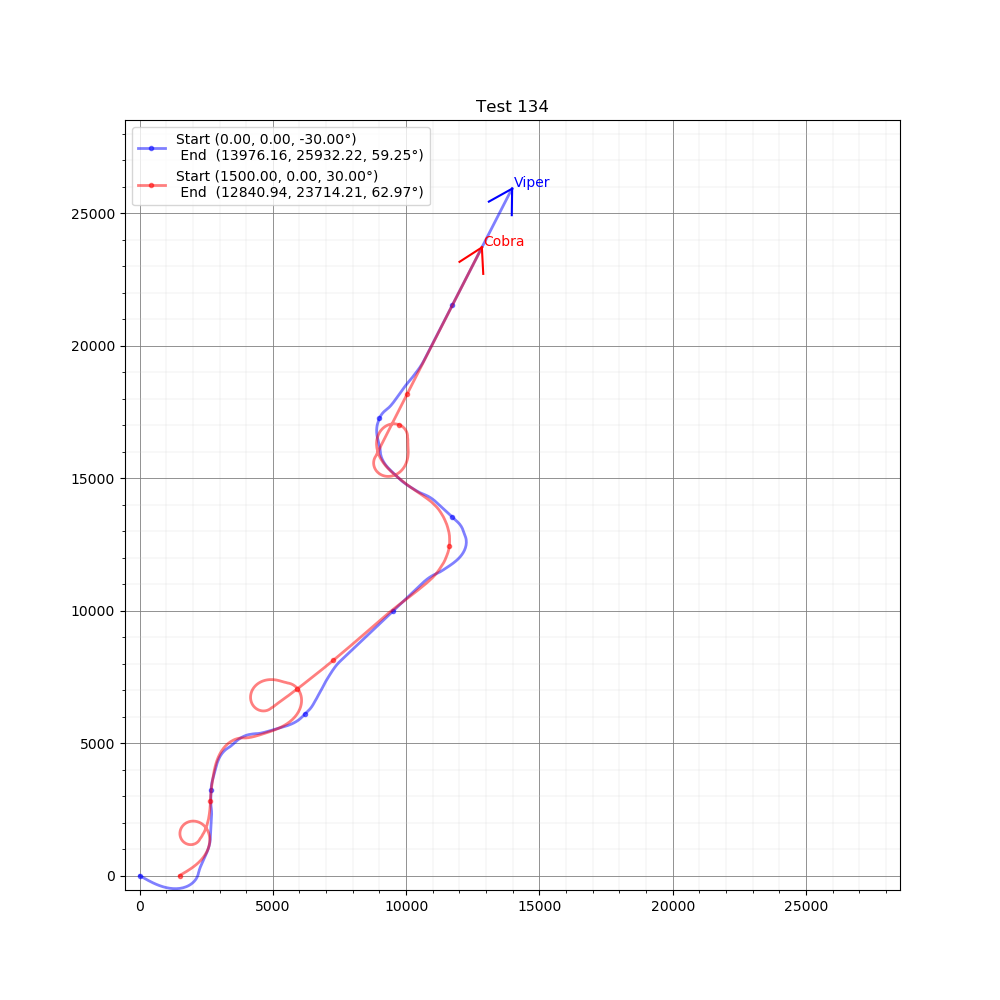 Test 134
Start (0.00, 0.00, -30.00°)
End (13976.16, 25932.22, 59.25°)
Start (1500.00, 0.00, 30.00°)
End (12840.94, 23714.21, 62.97°)
Viper
Cobra
25000
20000
15000
10000
5000
0
0 5000 10000 15000 20000 25000